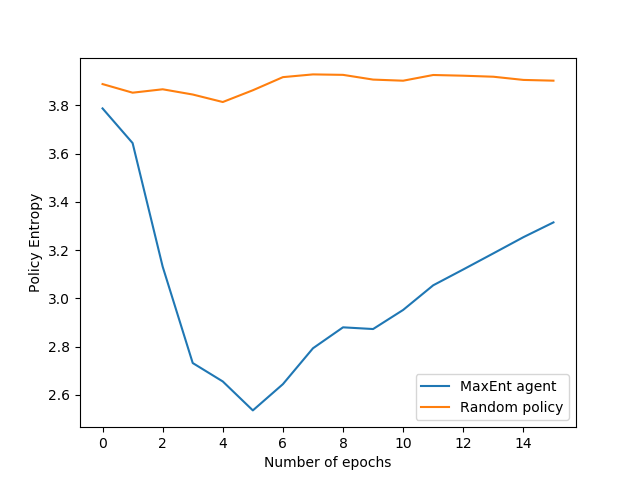 3.8
3.6
3.4
3.2
3.0
2.8
2.6
Policy Entropy
MaxEnt agent
Random policy
0 2 4 6 8 10 12 14
Number of epochs